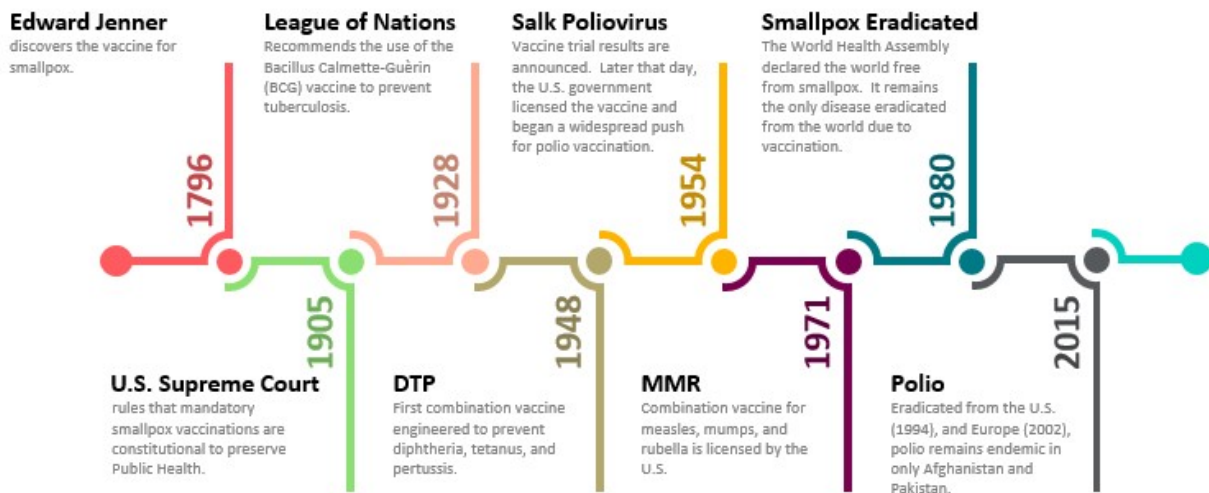 Edward Jenner
discovers the vaccine for
smallpox.
1796
League of Nations
Recommends the use of the
Bacillus Calmette-Guèrin
(BCG) vaccine to prevent
tuberculosis.
1928
Salk Poliovirus
Vaccine trial results are
announced.  Later that day,
the U.S. government
licensed the vaccine and
began a widespread push
for polio vaccination.
1954
Smallpox Eradicated
The World Health Assembly
declared the world free
from smallpox.  It remains
the only disease eradicated
from the world due to
vaccination.
1980
1905
U.S. Supreme Court
rules that mandatory
smallpox vaccinations are
constitutional to preserve
Public Health.
1948
DTP
First combination vaccine
engineered to prevent
diphtheria, tetanus, and
pertussis.
1971
MMR
Combination vaccine for
measles, mumps, and
rubella is licensed by the
U.S.
2015
Polio
Eradicated from the U.S.
(1994), and Europe (2002),
polio remains endemic in
only Afghanistan and
Pakistan.